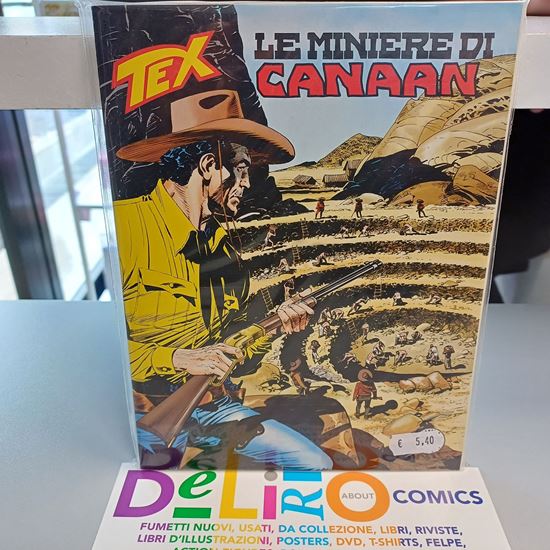 TEX
LE MINIERE DI
CANAAN
€ 5,40
DeLiRiO
ABOUT
COMICS
FUMETTI NUOVI, USATI, DA COLLEZIONE, LIBRI, RIVISTE,
LIBRI D'ILLUSTRAZIONI, POSTERS, DVD, T-SHIRTS, FELPE,